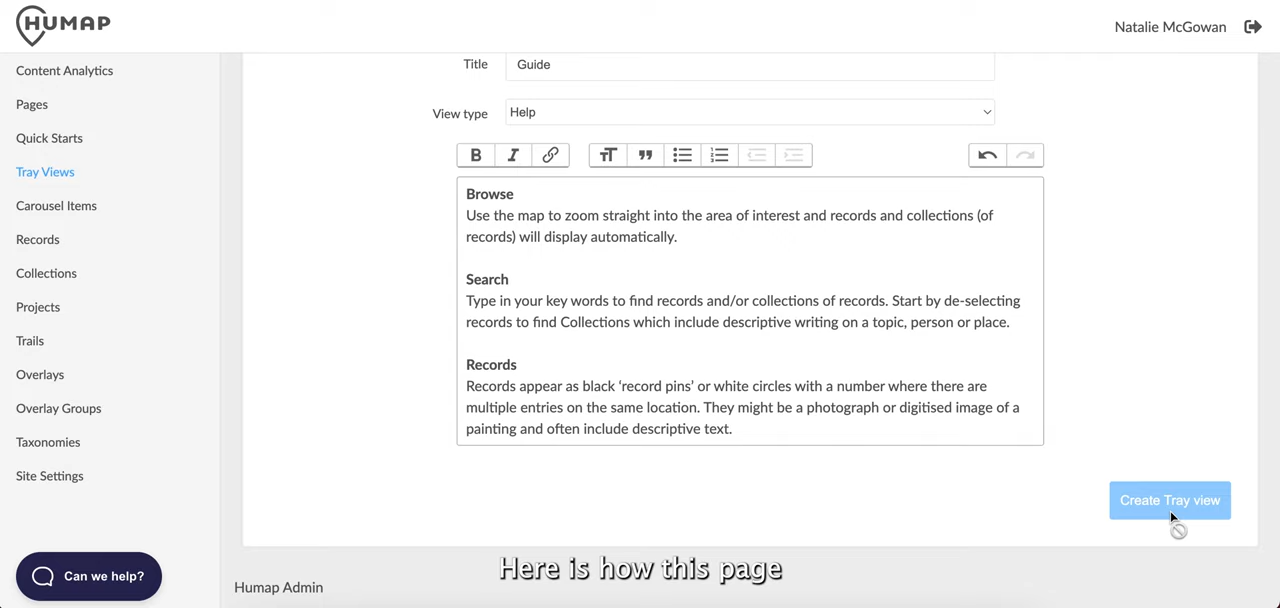 HUMAP
Natalie McGowan
Content Analytics
Pages
Quick Starts
Tray Views
Carousel Items
Records
Collections
Projects
Trails
Overlays
Overlay Groups
Taxonomies
Site Settings
Can we help?
Title
Guide
View type
Help
B I
Browse
Use the map to zoom straight into the area of interest and records and collections (of
records) will display automatically.
Search
Type in your key words to find records and/or collections of records. Start by de-selecting
records to find Collections which include descriptive writing on a topic, person or place.
Records
Records appear as black ‘record pins’ or white circles with a number where there are
multiple entries on the same location. They might be a photograph or digitised image of a
painting and often include descriptive text.
Create Tray view
Here is how this page
Humap Admin